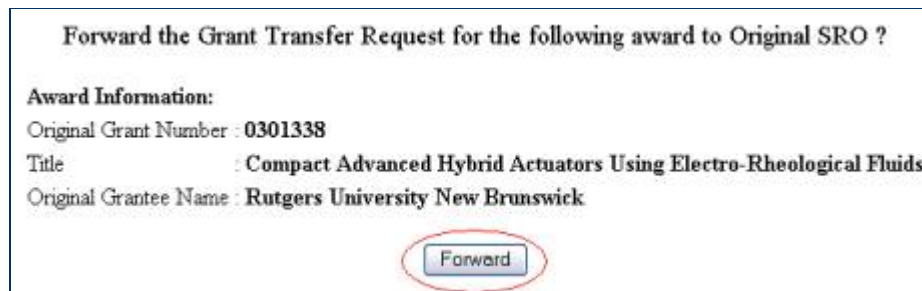 Forward the Grant Transfer Request for the following award to Original SRO ?
Award Information:
Original Grant Number : 0301338
Title : Compact Advanced Hybrid Actuators Using Electro-Rheological Fluids
Original Grantee Name : Rutgers University New Brunswick
Forward